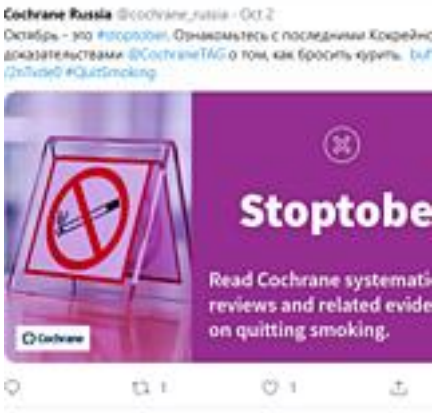 Cochrane Russia @cochrane_russia · Oct 2
Октябрь - это #stoptober. Ознакомьтесь с последними Кокрейно
доказательствами @CochraneTAG о том, как бросить курить.
#QuitSmoking
Stoptobe
Read Cochrane systemati
reviews and related evide
on quitting smoking.
Cochrane
1
1